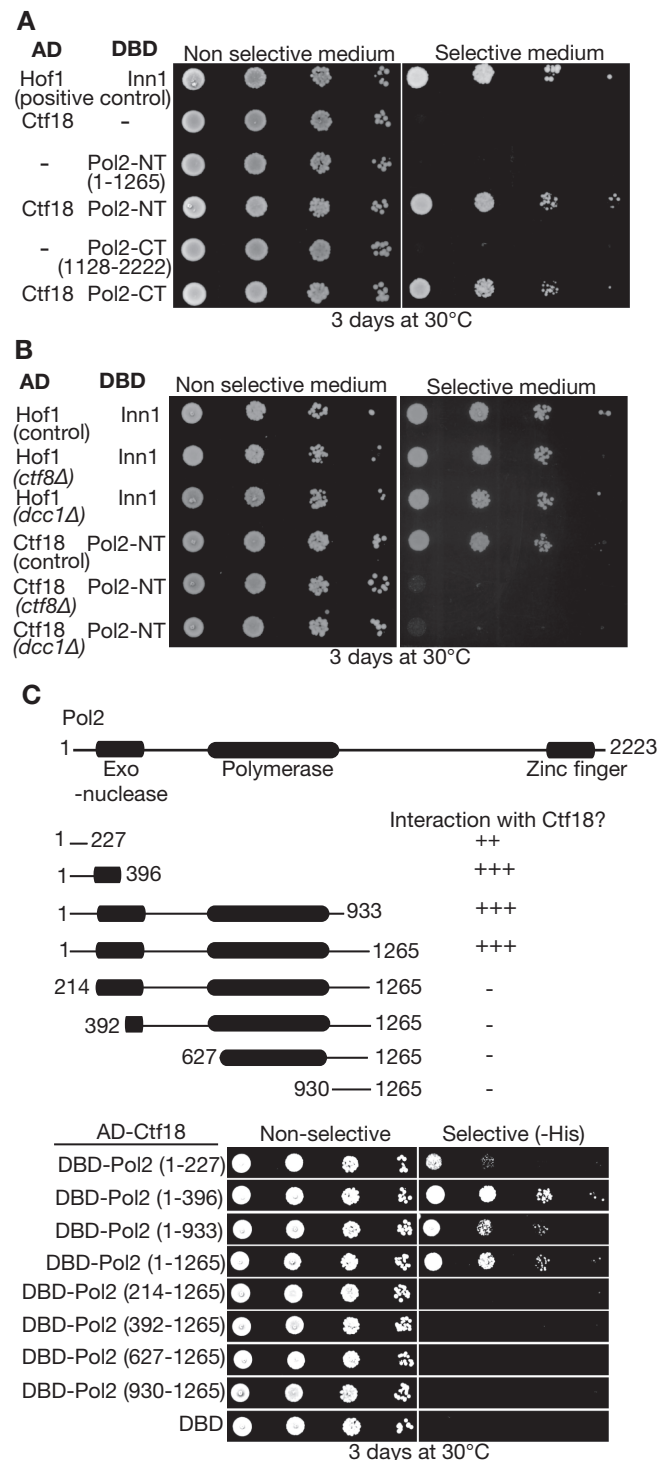 A
AD DBD Non selective medium Selective medium
Hof1 Inn1
(positive control)
Ctf18 -
- Pol2-NT
(1-1265)
Ctf18 Pol2-NT
- Pol2-CT
(1128-2222)
Ctf18 Pol2-CT
3 days at 30°C
B
AD DBD Non selective medium Selective medium
Hof1 Inn1
(control)
Hof1 Inn1
(ctf8Δ)
Hof1 Inn1
(dcc1Δ)
Ctf18 Pol2-NT
(control)
Ctf18 Pol2-NT
(ctf8Δ)
Ctf18 Pol2-NT
(dcc1Δ)
3 days at 30°C
C
Pol2
1 2223
Exo Polymerase Zinc finger
-nuclease
Interaction with Ctf18?
1 227 ++
1 396 +++
1 933 +++
1 1265 +++
214 1265 -
392 1265 -
627 1265 -
930 1265 -
AD-Ctf18 Non-selective Selective (-His)
DBD-Pol2 (1-227)
DBD-Pol2 (1-396)
DBD-Pol2 (1-933)
DBD-Pol2 (1-1265)
DBD-Pol2 (214-1265)
DBD-Pol2 (392-1265)
DBD-Pol2 (627-1265)
DBD-Pol2 (930-1265)
DBD
3 days at 30°C